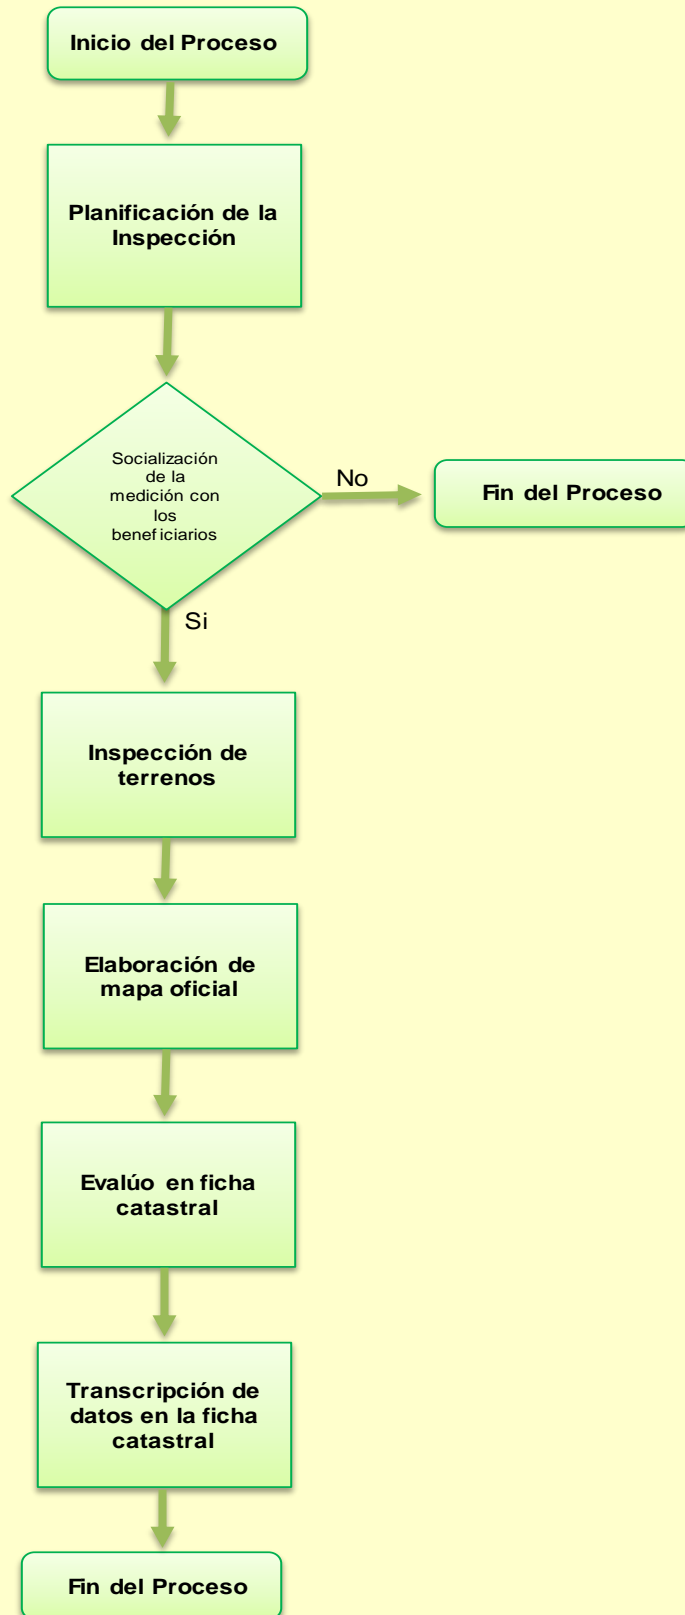 Inicio del Proceso
Planificación de la
Inspección
Socialización
de la
medición con
los
beneficiarios
No
Fin del Proceso
Si
Inspección de
terrenos
Elaboración de
mapa oficial
Evalúo en ficha
catastral
Transcripción de
datos en la ficha
catastral
Fin del Proceso